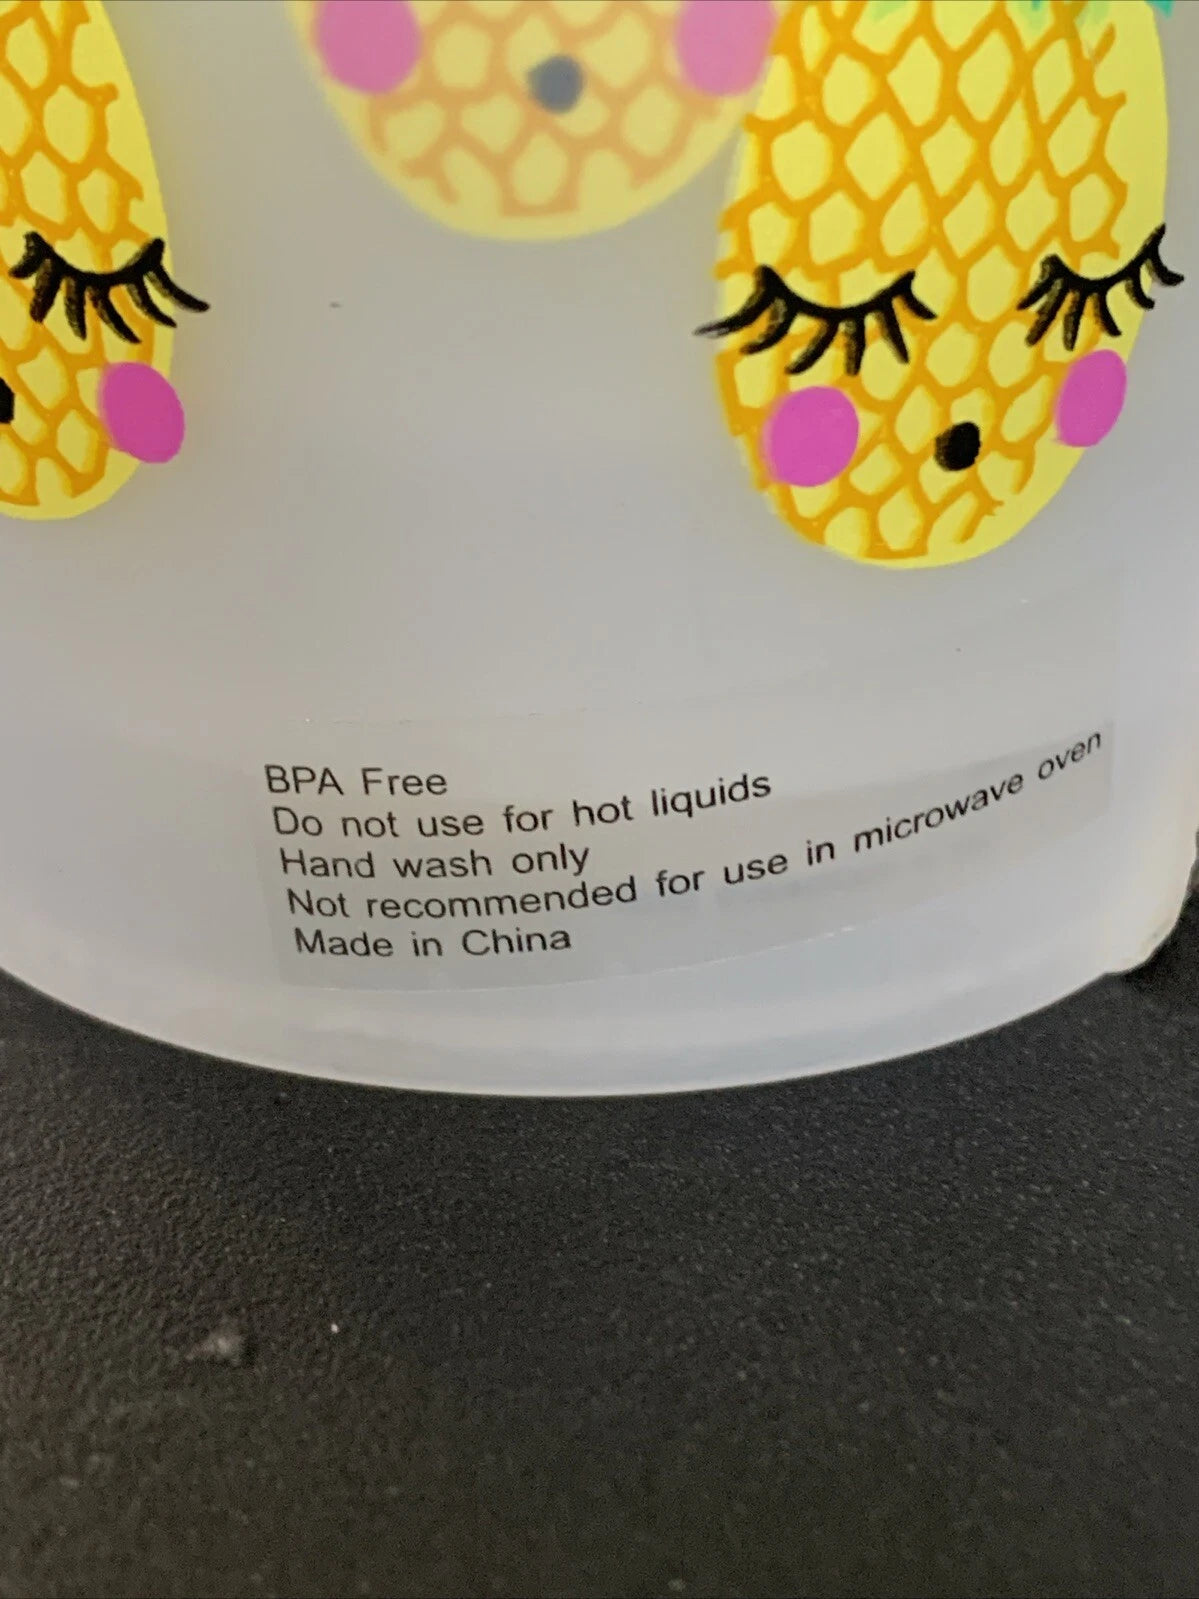 BPA Free
Do not use for hot liquids
Hand wash only
Not recommended for use in microwave oven
Made in China